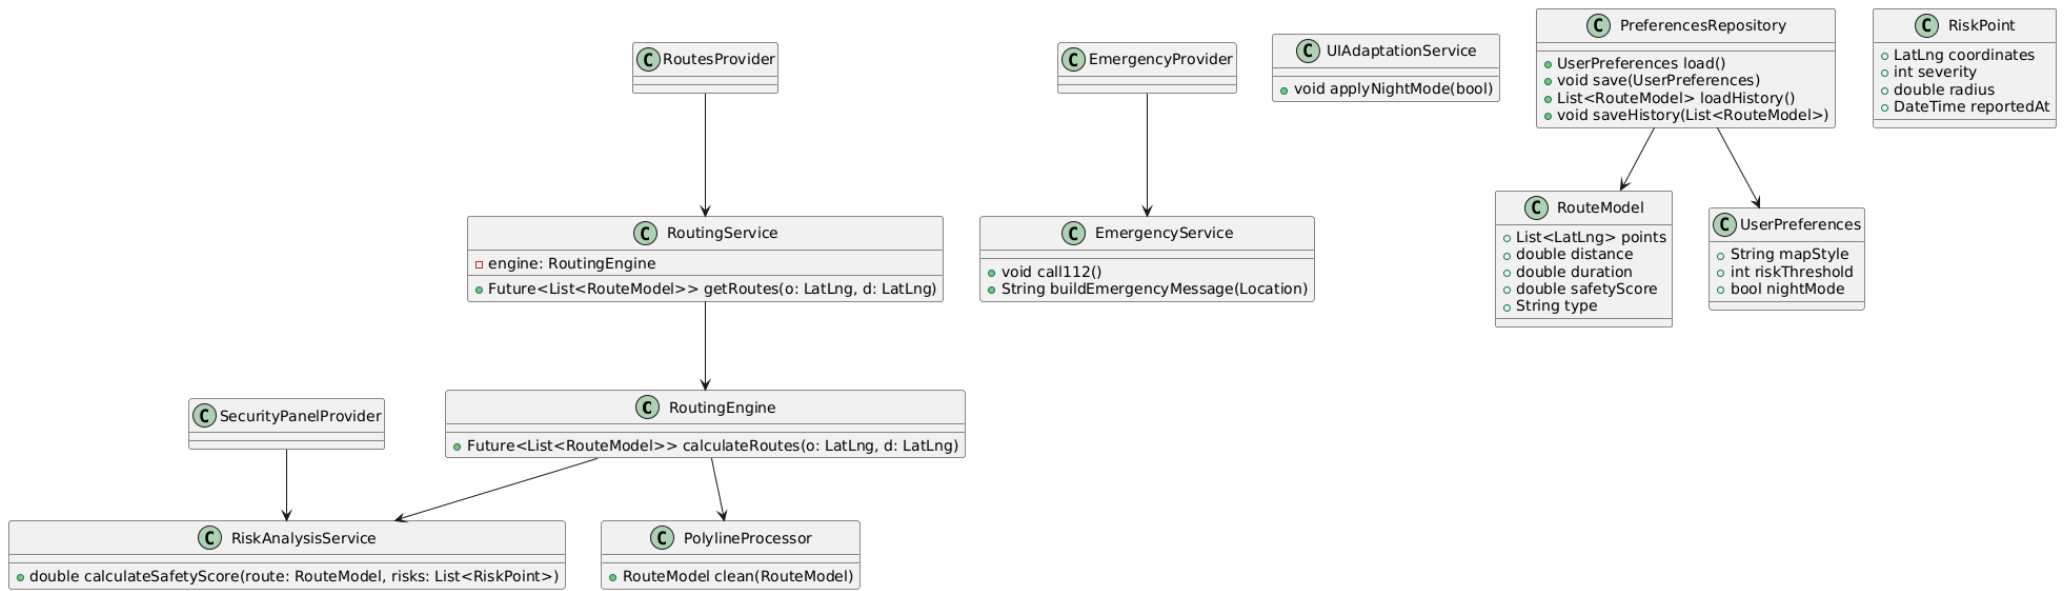 C RoutesProvider
C EmergencyProvider
C UIAdaptationService
void applyNightMode(bool)
C PreferencesRepository
UserPreferences load()
void save(UserPreferences)
List<RouteModel> loadHistory()
void saveHistory(List<RouteModel>)
C RiskPoint
LatLng coordinates
int severity
double radius
DateTime reportedAt
C RoutingService
engine: RoutingEngine
Future<List<RouteModel>> getRoutes(o: LatLng, d: LatLng)
C EmergencyService
void call112()
String buildEmergencyMessage(Location)
C RouteModel
List<LatLng> points
double distance
double duration
double safetyScore
String type
C UserPreferences
String mapStyle
int riskThreshold
bool nightMode
C SecurityPanelProvider
C RoutingEngine
Future<List<RouteModel>> calculateRoutes(o: LatLng, d: LatLng)
C RiskAnalysisService
double calculateSafetyScore(route: RouteModel, risks: List<RiskPoint>)
C PolylineProcessor
RouteModel clean(RouteModel)